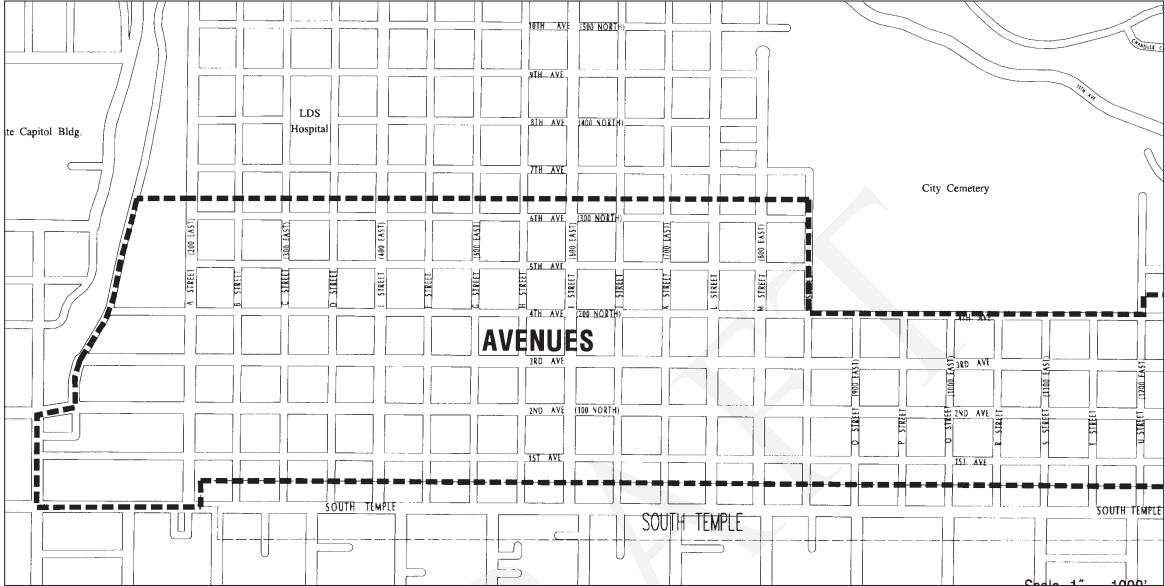 10TH AVE (500 NORTH)
CHANDLER
9TH AVE
11TH AVE
LDS
Hospital
8TH AVE (400 NORTH)
te Capitol Bldg.
7TH AVE
City Cemetery
6TH AVE (300 NORTH)
(200 EAST)
(300 EAST)
(400 EAST)
(500 EAST)
(600 EAST)
(700 EAST)
(800 EAST)
5TH AVE
A STREET
B STREET
C STREET
D STREET
E STREET
STREET
G STREET
H STREET
I STREET
STREET
K STREET
STREET
M STREET
4TH AVE (200 NORTH)
4TH AVE
AVENUES
3RD AVE
3RD AVE
(900 EAST)
(1000 EAST)
(1100 EAST)
(1200 EAST)
2ND AVE (100 NORTH)
2ND AVE
O STREET
P STREET
Q STREET
R STREET
S STREET
T STREET
U STREET
1ST AVE
1ST AVE
SOUTH TEMPLE
SOUTH TEMPLE
SOUTH TEMPLE
DRAFT